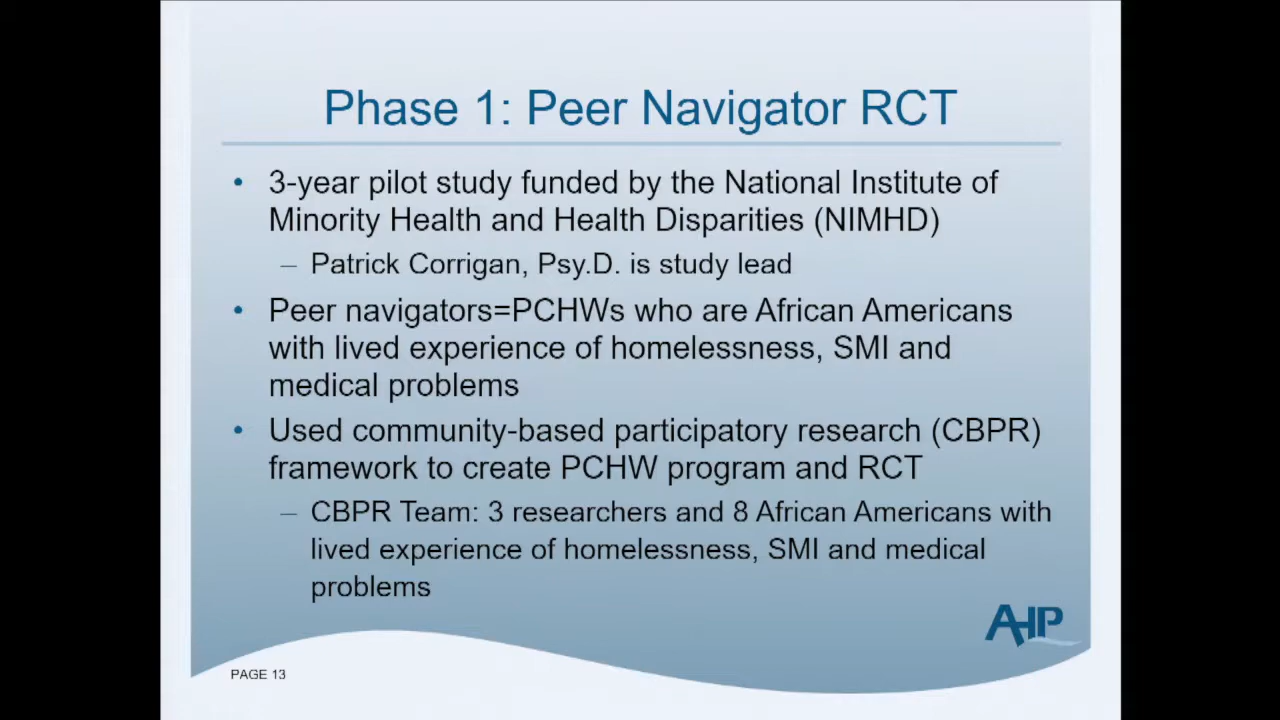 Phase 1: Peer Navigator RCT
• 3-year pilot study funded by the National Institute of
Minority Health and Health Disparities (NIMHD)
– Patrick Corrigan, Psy.D. is study lead
• Peer navigators=PCHWs who are African Americans
with lived experience of homelessness, SMI and
medical problems
• Used community-based participatory research (CBPR)
framework to create PCHW program and RCT
– CBPR Team: 3 researchers and 8 African Americans with
lived experience of homelessness, SMI and medical
problems
AHP
PAGE 13